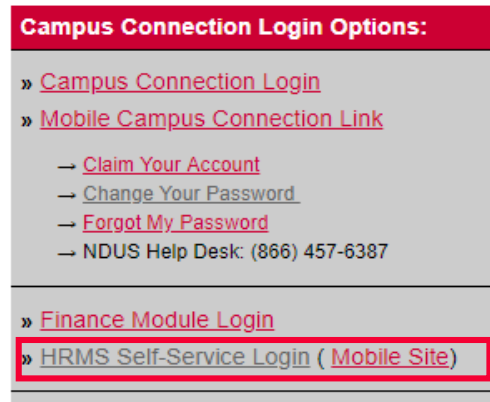 Campus Connection Login Options:
» Campus Connection Login
» Mobile Campus Connection Link
→ Claim Your Account
→ Change Your Password
→ Forgot My Password
→ NDUS Help Desk: (866) 457-6387
» Finance Module Login
» HRMS Self-Service Login ( Mobile Site)